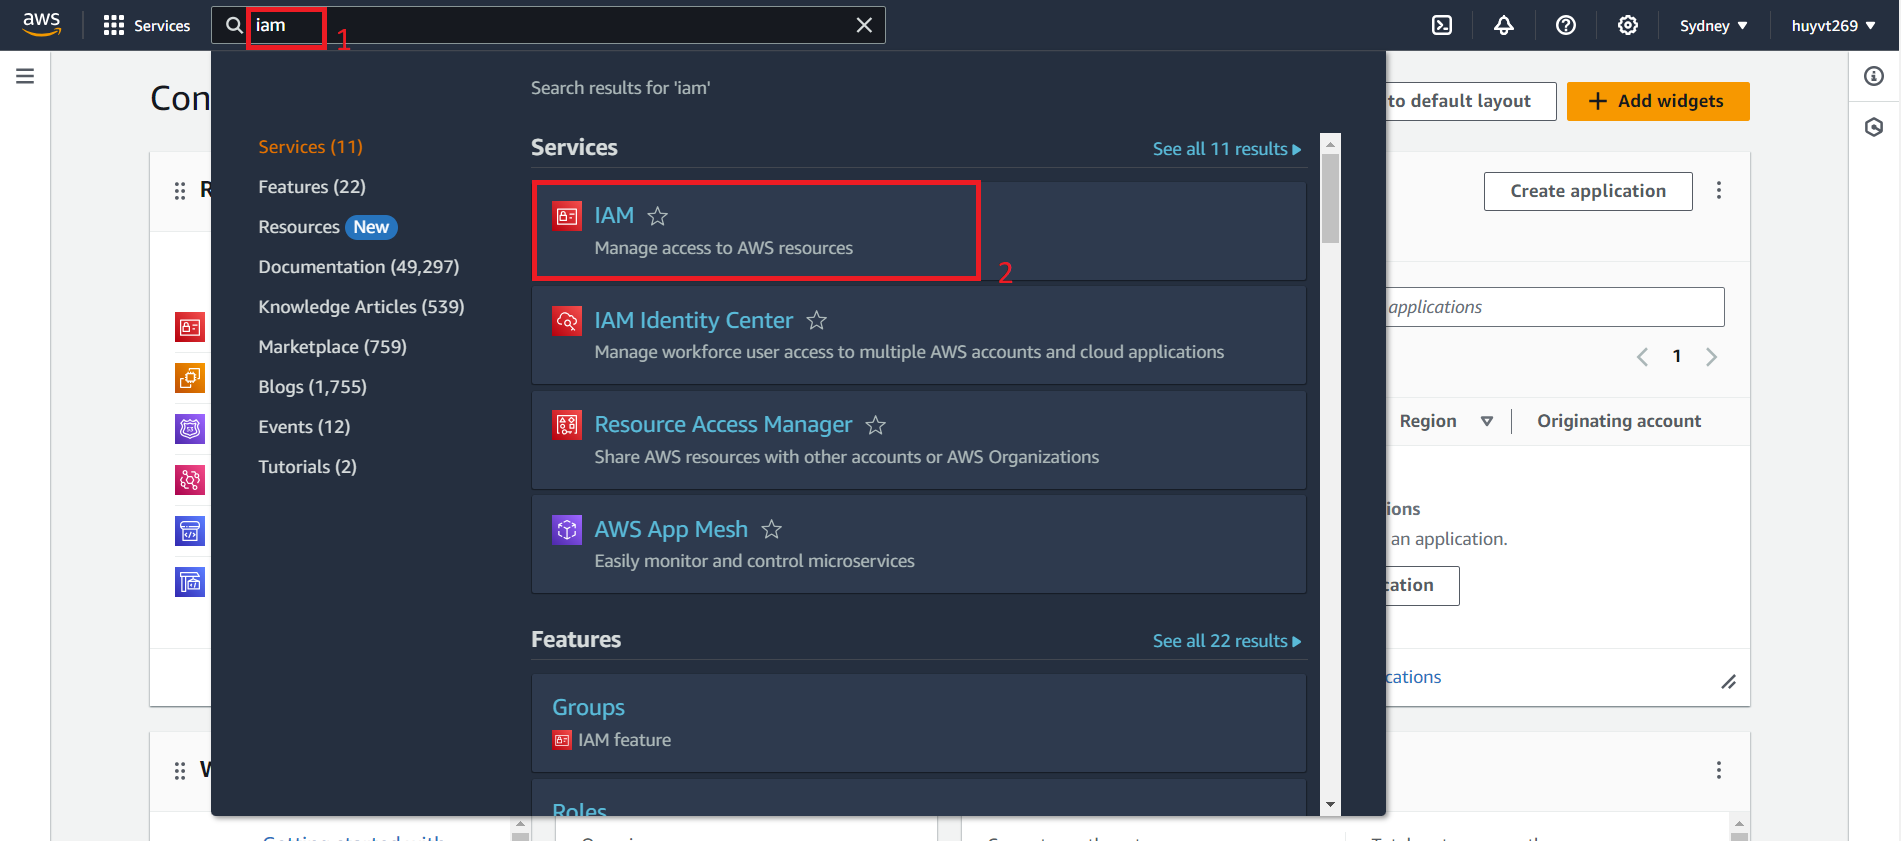 aws
Services
iam
1
Sydney
huyvt269
Con
Search results for 'iam'
to default layout
Add widgets
Services (11)
Features (22)
Resources New
Documentation (49,297)
Knowledge Articles (539)
Marketplace (759)
Blogs (1,755)
Events (12)
Tutorials (2)
Services
See all 11 results
IAM
Manage access to AWS resources
2
IAM Identity Center
Manage workforce user access to multiple AWS accounts and cloud applications
Resource Access Manager
Share AWS resources with other accounts or AWS Organizations
AWS App Mesh
Easily monitor and control microservices
Features
See all 22 results
Groups
IAM feature
Roles
Create application
applications
1
Region
Originating account
ions
an application.
cation
cations
Getting started with